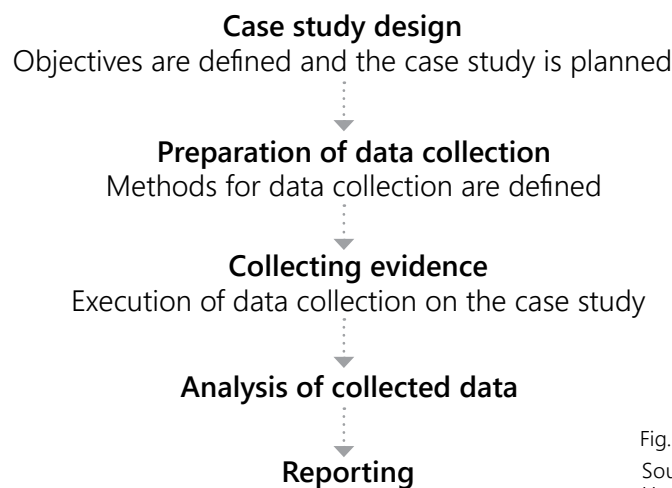 Case study design
Objectives are defined and the case study is planned
Preparation of data collection
Methods for data collection are defined
Collecting evidence
Execution of data collection on the case study
Analysis of collected data
Reporting
Fig.